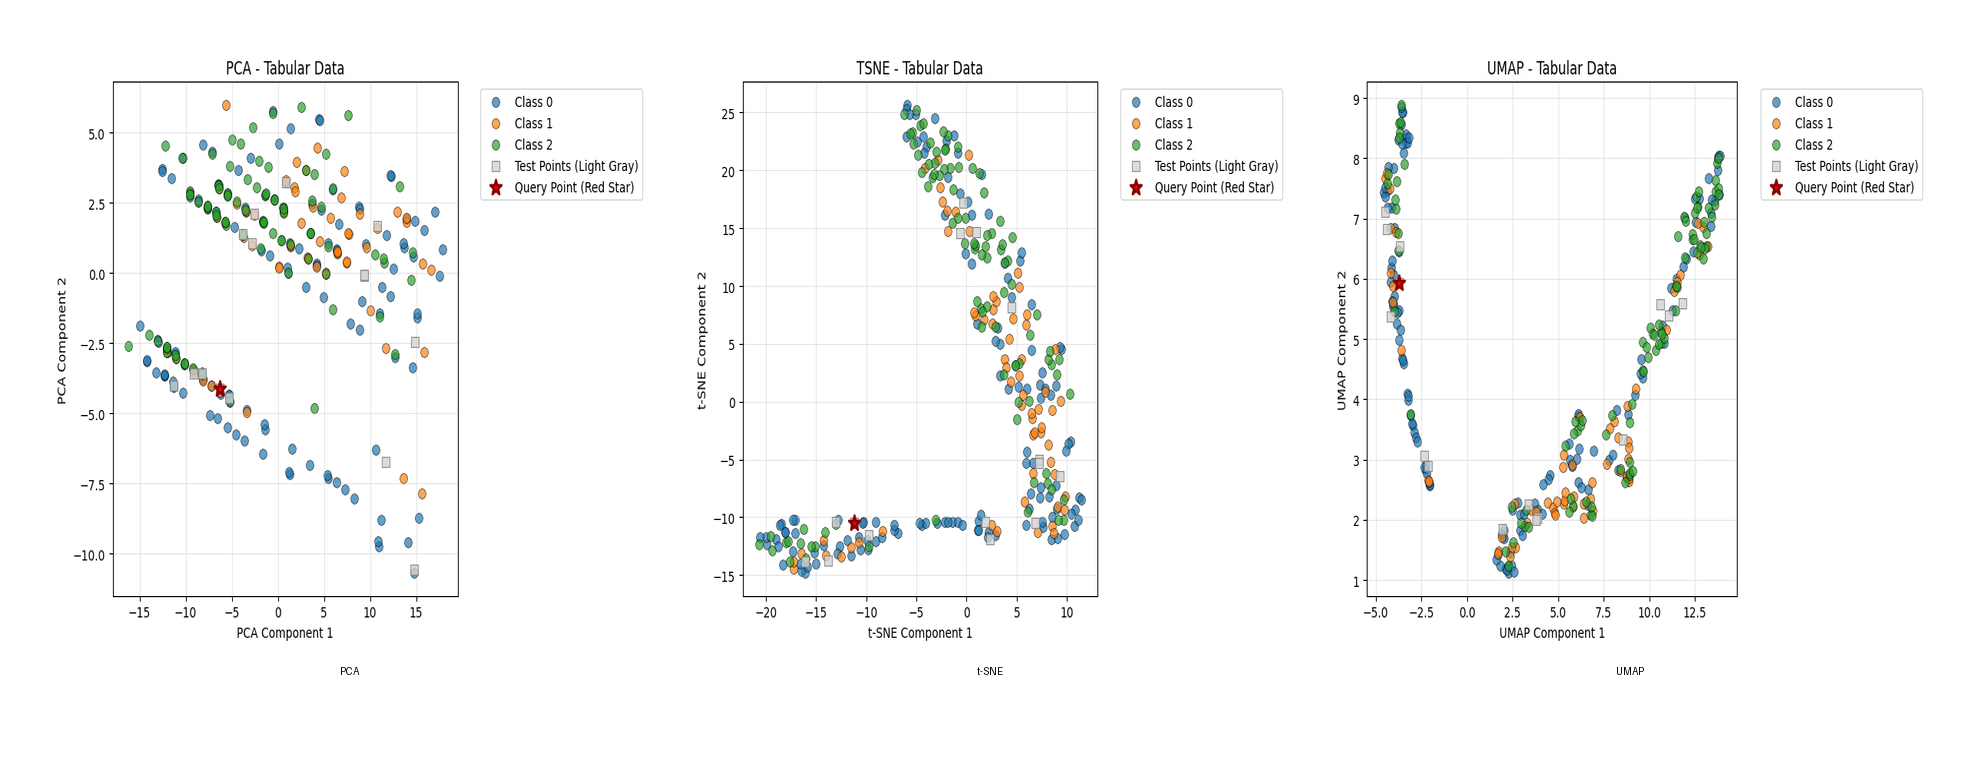 PCA - Tabular Data
5.0
2.5
0.0
−2.5
−5.0
−7.5
−10.0
−15
−10
−5
0
5
10
15
PCA Component 1
PCA Component 2
Class 0
Class 1
Class 2
Test Points (Light Gray)
Query Point (Red Star)
PCA
TSNE - Tabular Data
25
20
15
10
5
0
−5
−10
−15
−20
−15
−10
−5
0
5
10
t-SNE Component 1
t-SNE Component 2
Class 0
Class 1
Class 2
Test Points (Light Gray)
Query Point (Red Star)
t-SNE
UMAP - Tabular Data
9
8
7
6
5
4
3
2
1
−5.0
−2.5
0.0
2.5
5.0
7.5
10.0
12.5
UMAP Component 1
UMAP Component 2
Class 0
Class 1
Class 2
Test Points (Light Gray)
Query Point (Red Star)
UMAP